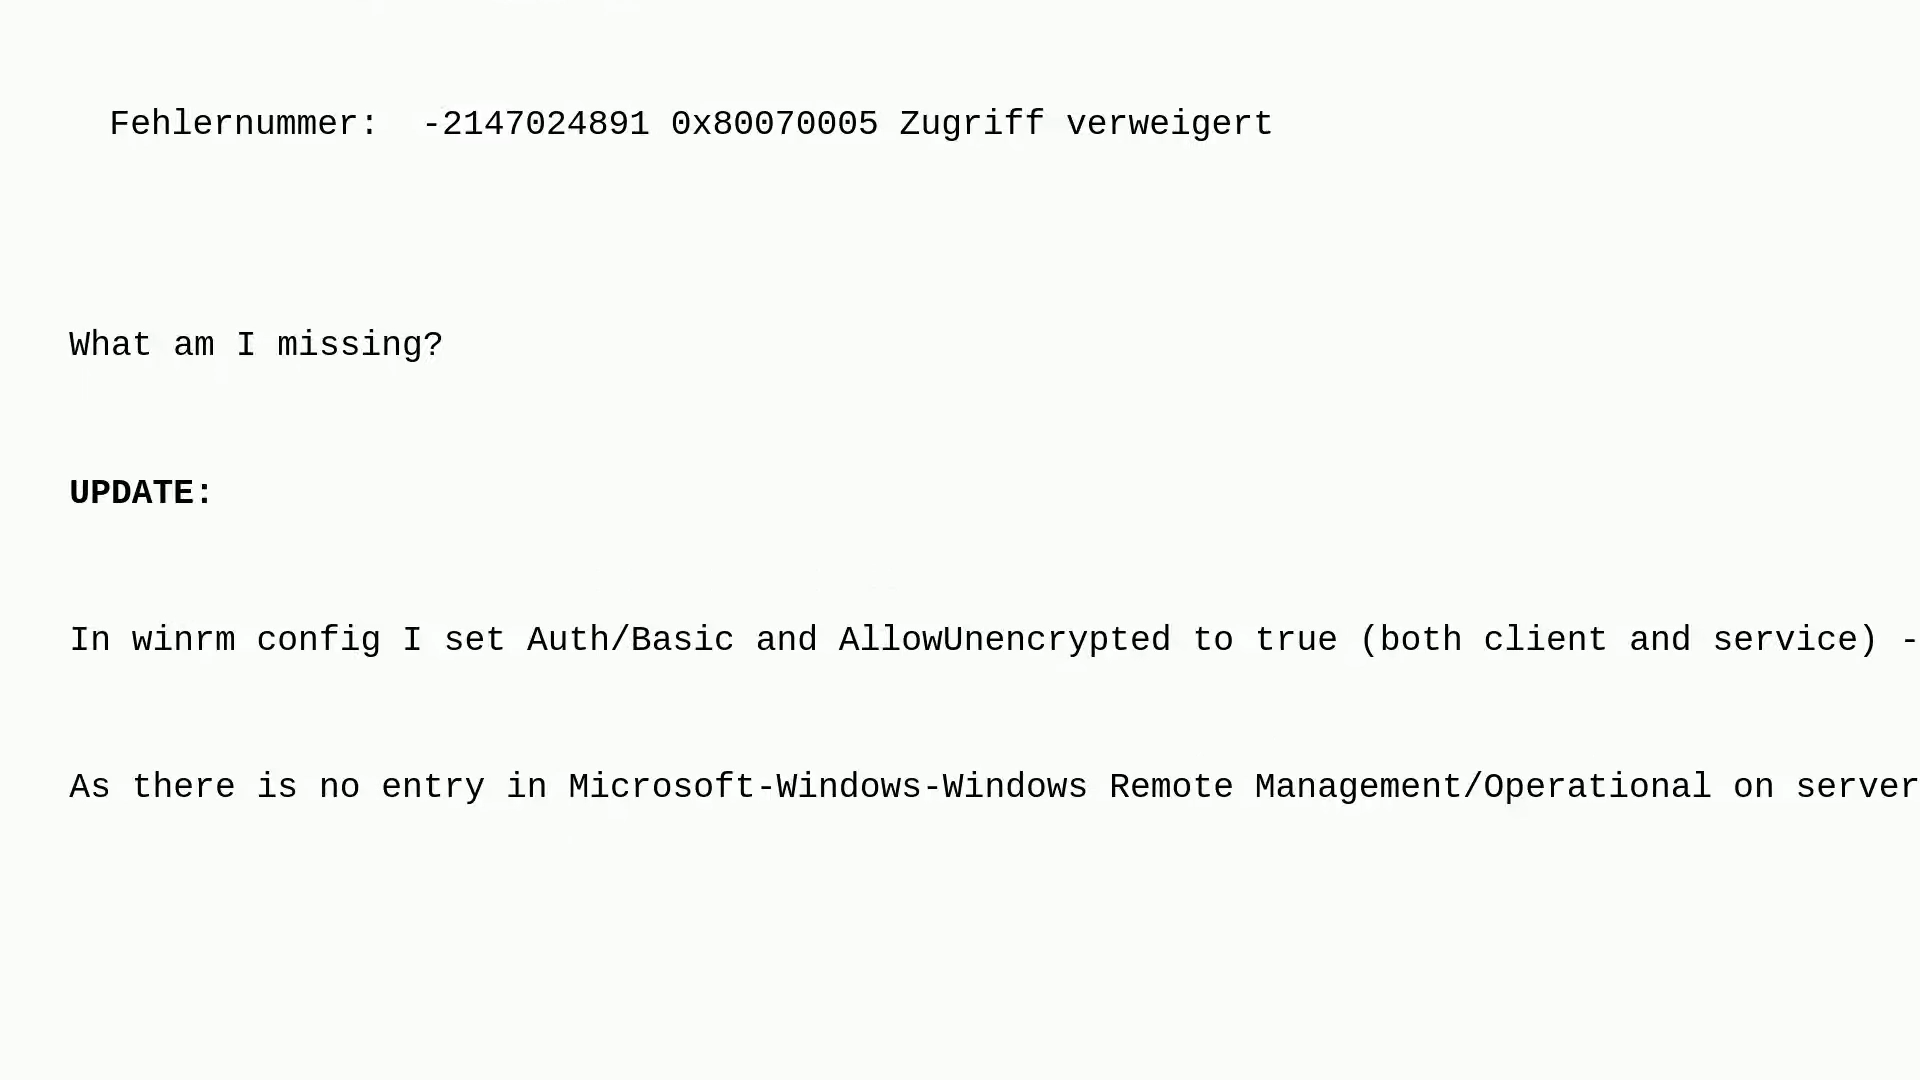 Fehlernummer:  -2147024891 0x80070005 Zugriff verweigert
What am I missing?
UPDATE:
In winrm config I set Auth/Basic and AllowUnencrypted to true (both client and service) -
As there is no entry in Microsoft-Windows-Windows Remote Management/Operational on server